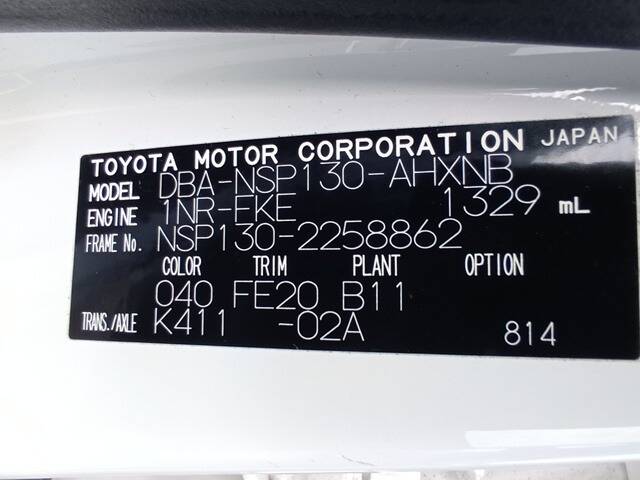 TOYOTA MOTOR CORPORATION JAPAN
MODEL DBA-NSP130-AHXNB
ENGINE 1NR-FKE 1329 mL
FRAME No. NSP130-2258862
COLOR TRIM PLANT OPTION
040 FE20 B11
TRANS./AXLE K411 -02A 814